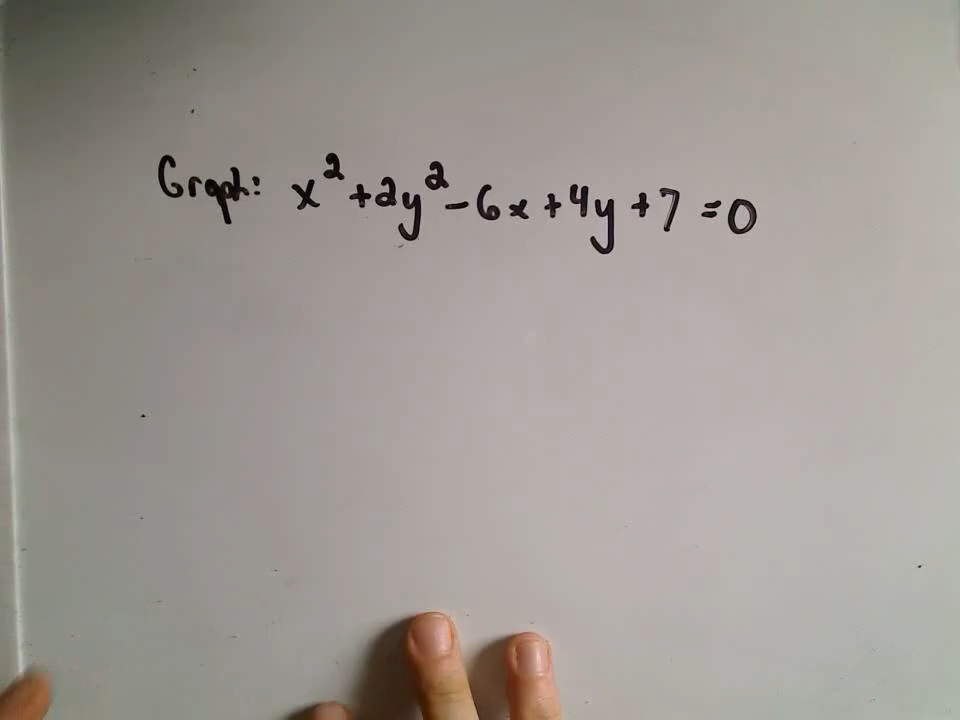 Graph: x² + 2y² - 6x + 4y + 7 = 0